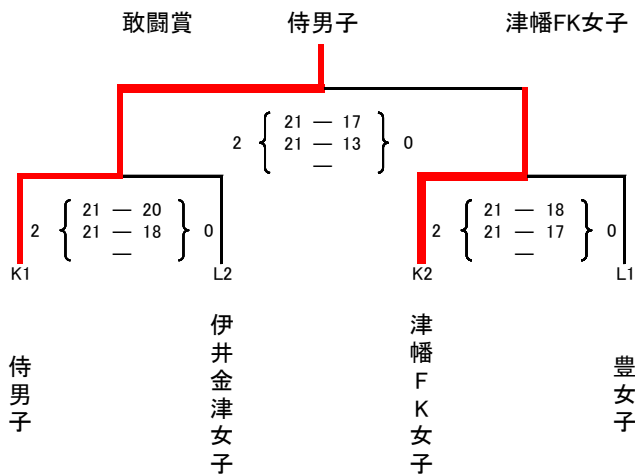 敢闘賞 侍男子 津幡FK女子
2 { 21 ― 17 } 0
21 ― 13
―
2 { 21 ― 20 } 0
21 ― 18
―
2 { 21 ― 18 } 0
21 ― 17
―
K1 L2 K2 L1
侍男子
伊井金津女子
津幡FK女子
豊女子